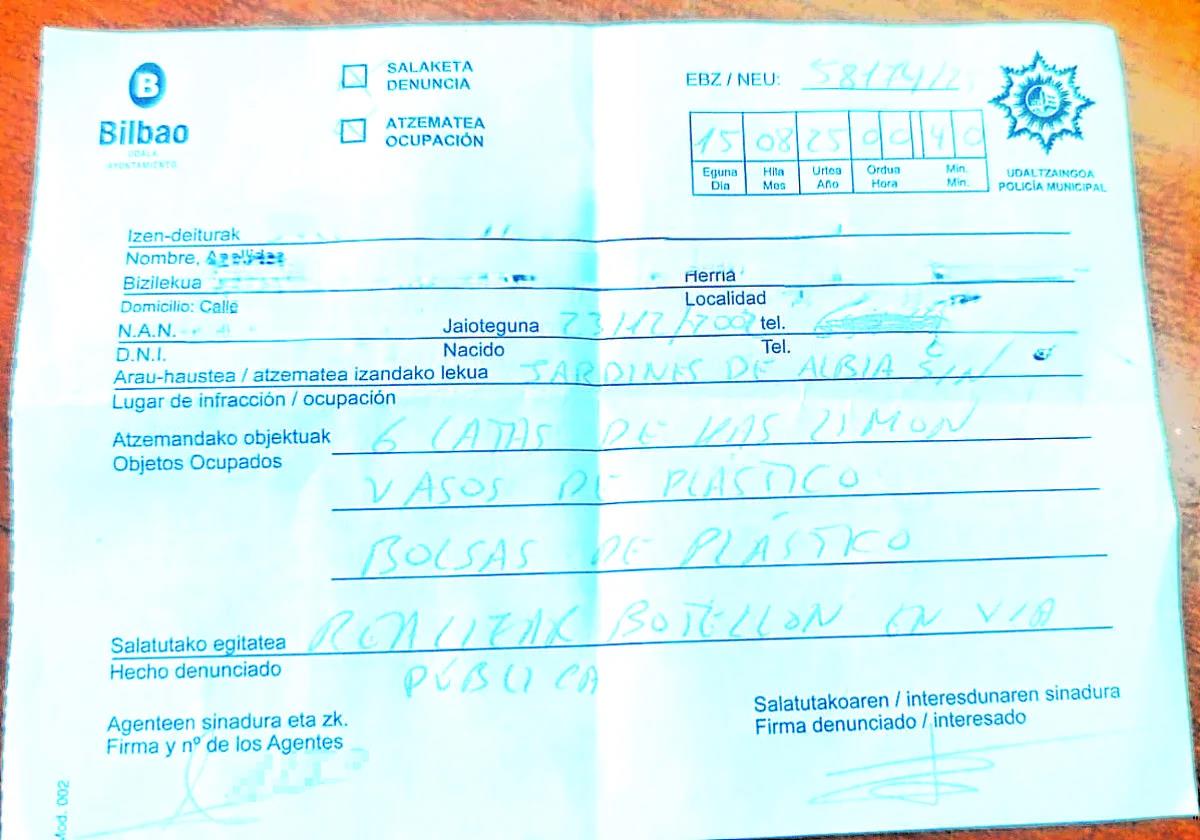 B
Bilbao
UDALA
AYUNTAMIENTO
SALAKETA
DENUNCIA
ATZEMATEA
OCUPACIÓN
EBZ / NEU:
15 08 25 00 40
Eguna Hila Urtea Ordua Min.
Día Mes Año Hora Min.
UDALTZAINGOA
POLICÍA MUNICIPAL
Izen-deiturak
Nombre, Apellidos
Bizilekua Herria
Domicilio: Calle Localidad
N.A.N. Jaioteguna tel.
D.N.I. Nacido Tel.
Arau-haustea / atzematea izandako lekua JARDINES DE ALBIA S/N
Lugar de infracción / ocupación
Atzemandako objektuak 6 LATAS DE KAS LIMON
Objetos Ocupados
VASOS DE PLÁSTICO
BOLSAS DE PLÁSTICO
Salatutako egitatea REALIZAR BOTELLON EN VIA
Hecho denunciado PÚBLICA
Agenteen sinadura eta zk.
Firma y nº de los Agentes
Salatutakoaren / interesdunaren sinadura
Firma denunciado / interesado
Mod. 002